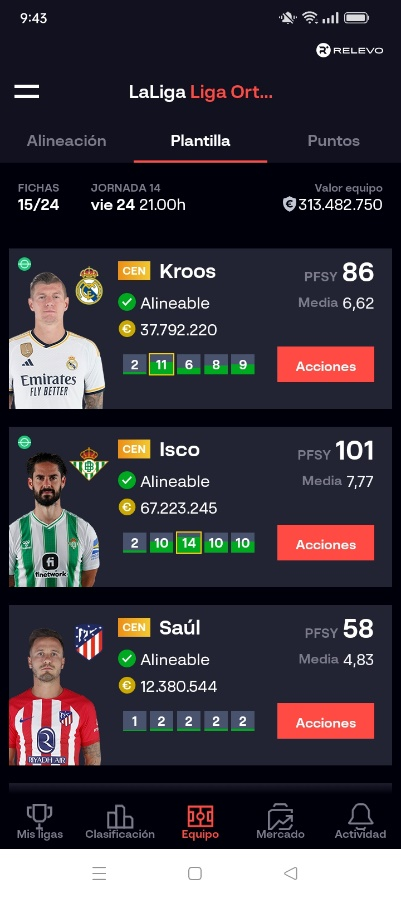 9:43
RELEVO
LaLiga Liga Ort...
Alineación Plantilla Puntos
FICHAS JORNADA 14 Valor equipo
15/24 vie 24 21.00h 313.482.750
CEN Kroos PFSY 86
Alineable Media 6,62
37.792.220
2 11 6 8 9 Acciones
Emirates
FLY BETTER
CEN Isco PFSY 101
Alineable Media 7,77
67.223.245
2 10 14 10 10 Acciones
finetwork
CEN Saúl PFSY 58
Alineable Media 4,83
12.380.544
1 2 2 2 2 Acciones
RIYADH AIR
Mis ligas Clasificación Equipo Mercado Actividad